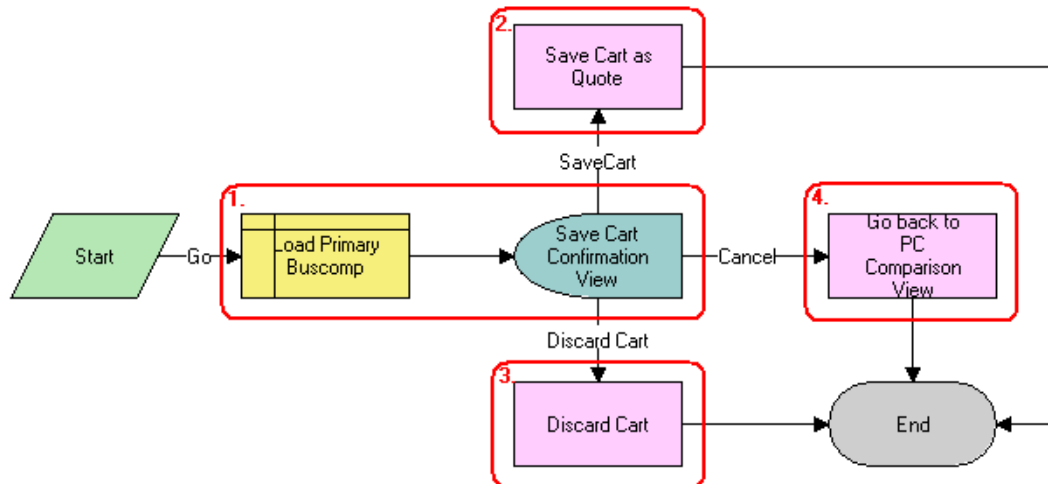 2.
Save Cart as
Quote
SaveCart
1.
Start
Go
Load Primary
Buscomp
Save Cart
Confirmation
View
Cancel
4.
Go back to
PC
Comparison
View
Discard Cart
3.
Discard Cart
End